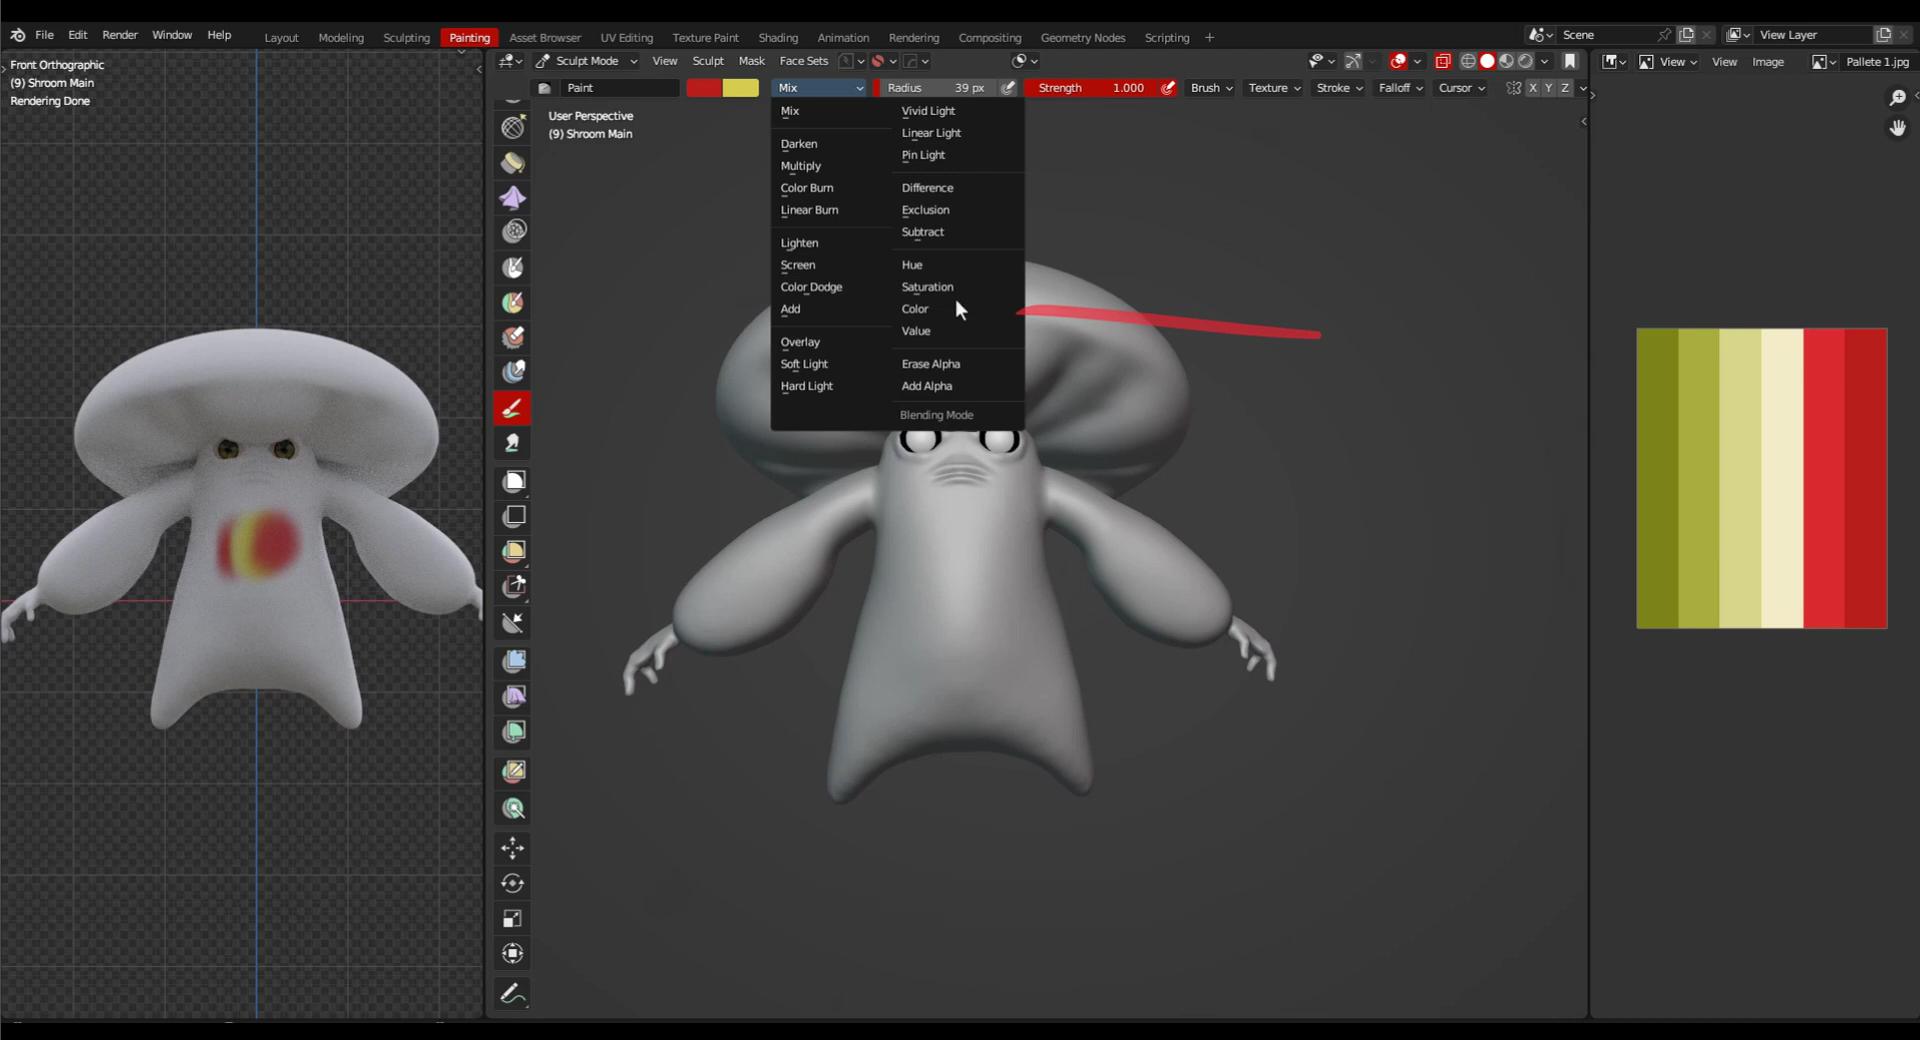 File Edit Render Window Help Layout Modeling Sculpting Painting Asset Browser UV Editing Texture Paint Shading Animation Rendering Compositing Geometry Nodes Scripting + Scene View Layer
Front Orthographic
(9) Shroom Main
Rendering Done
Sculpt Mode View Sculpt Mask Face Sets
Paint Mix Radius 39 px Strength 1.000 Brush Texture Stroke Falloff Cursor X Y Z
User Perspective
(9) Shroom Main
Mix
Darken
Multiply
Color Burn
Linear Burn
Lighten
Screen
Color Dodge
Add
Overlay
Soft Light
Hard Light
Vivid Light
Linear Light
Pin Light
Difference
Exclusion
Subtract
Hue
Saturation
Color
Value
Erase Alpha
Add Alpha
Blending Mode
View View Image Pallete 1.jpg